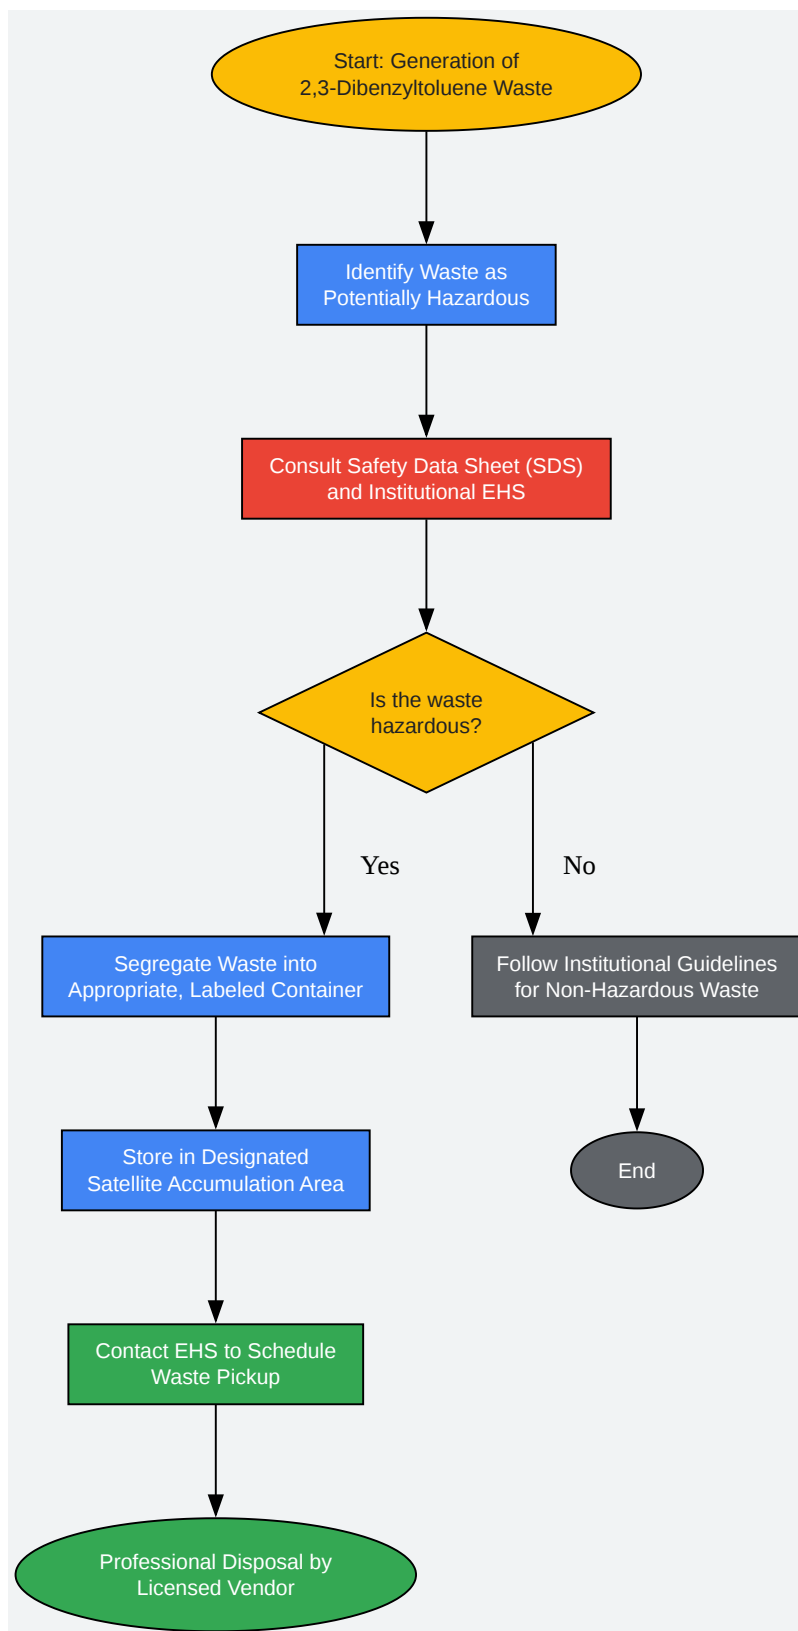 Start: Generation of
2,3-Dibenzyltoluene Waste
Identify Waste as
Potentially Hazardous
Consult Safety Data Sheet (SDS)
and Institutional EHS
Is the waste
hazardous?
Yes
No
Segregate Waste into
Appropriate, Labeled Container
Follow Institutional Guidelines
for Non-Hazardous Waste
Store in Designated
Satellite Accumulation Area
End
Contact EHS to Schedule
Waste Pickup
Professional Disposal by
Licensed Vendor